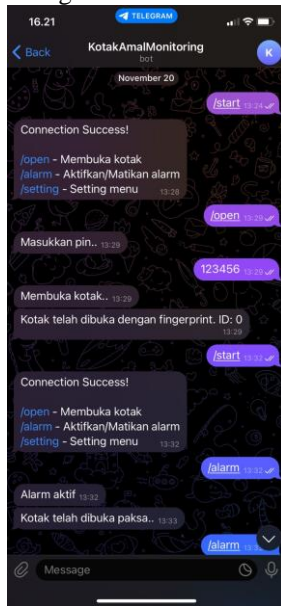 16.21
TELEGRAM
Back
KotakAmalMonitoring
bot
K
November 20
/start 13:24
Connection Success!
/open - Membuka kotak
/alarm - Aktifkan/Matikan alarm
/setting - Setting menu 13:26
/open 13:29
Masukkan pin.. 13:29
123456 13:29
Membuka kotak.. 13:29
Kotak telah dibuka dengan fingerprint. ID: 0
13:29
/start 13:32
Connection Success!
/open - Membuka kotak
/alarm - Aktifkan/Matikan alarm
/setting - Setting menu 13:32
/alarm 13:32
Alarm aktif 13:32
Kotak telah dibuka paksa.. 13:33
/alarm
Message